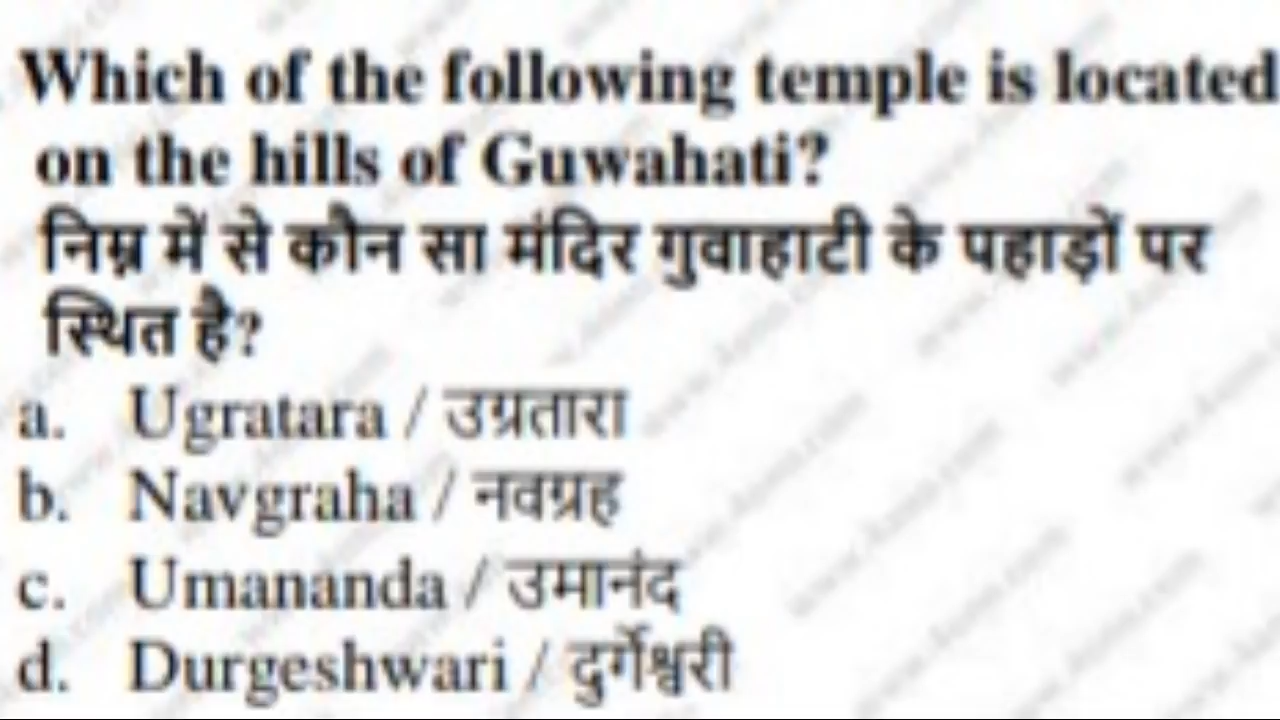 Which of the following temple is located
on the hills of Guwahati?
निम्न में से कौन सा मंदिर गुवाहाटी के पहाड़ों पर
स्थित है?
a. Ugratara / उग्रतारा
b. Navgraha / नवग्रह
c. Umananda / उमानंद
d. Durgeshwari / दुर्गेश्वरी